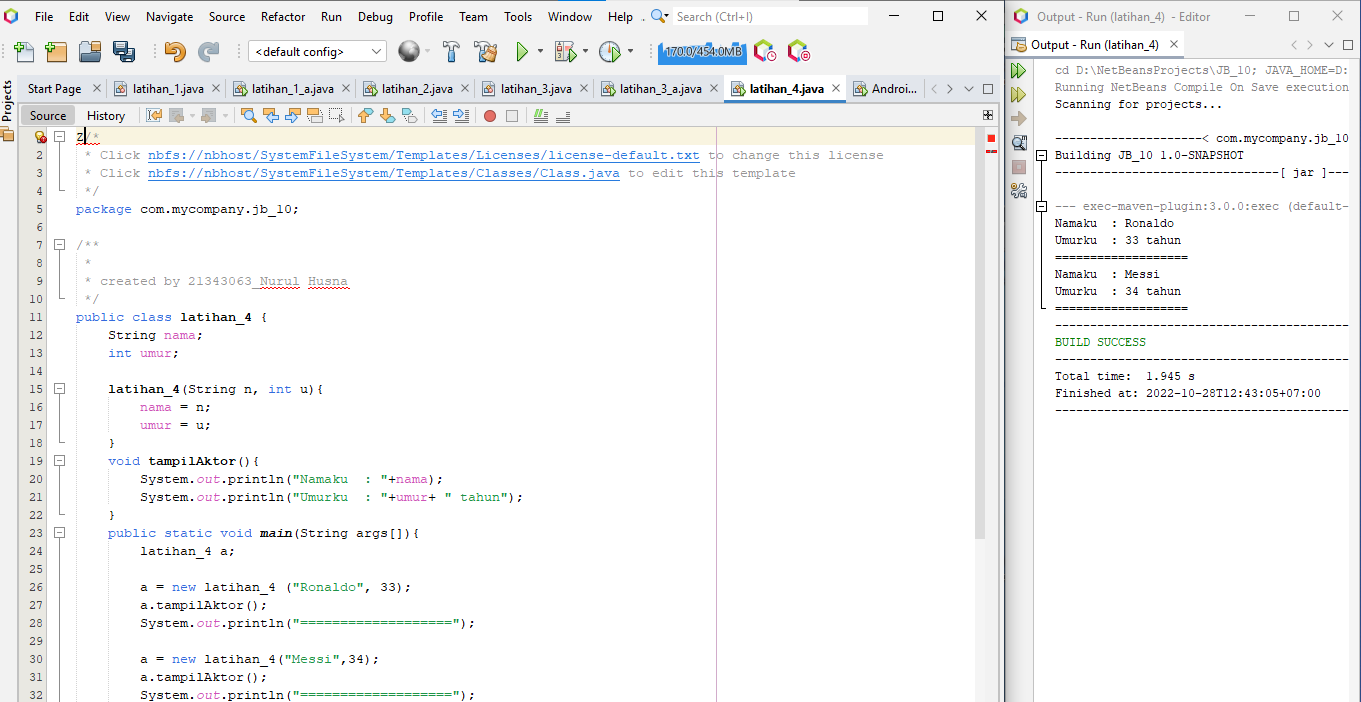 File Edit View Navigate Source Refactor Run Debug Profile Team Tools Window Help Search (Ctrl+I)
<default config> 170.0/454.0MB
Projects
Start Page latihan_1.java latihan_1_a.java latihan_2.java latihan_3.java latihan_3_a.java latihan_4.java Androi...
Source History
Z/*
2 * Click nbfs://nbhost/SystemFileSystem/Templates/Licenses/license-default.txt to change this license
3 * Click nbfs://nbhost/SystemFileSystem/Templates/Classes/Class.java to edit this template
4 */
5 package com.mycompany.jb_10;
6
7 /**
8 *
9 * created by 21343063_Nurul Husna
10 */
11 public class latihan_4 {
12 String nama;
13 int umur;
14
15 latihan_4(String n, int u){
16 nama = n;
17 umur = u;
18 }
19 void tampilAktor(){
20 System.out.println("Namaku  : "+nama);
21 System.out.println("Umurku  : "+umur+ " tahun");
22 }
23 public static void main(String args[]){
24 latihan_4 a;
25
26 a = new latihan_4 ("Ronaldo", 33);
27 a.tampilAktor();
28 System.out.println("===================");
29
30 a = new latihan_4("Messi",34);
31 a.tampilAktor();
32 System.out.println("===================");
Output - Run (latihan_4) - Editor
Output - Run (latihan_4)
cd D:\NetBeansProjects\JB_10; JAVA_HOME=D:
Running NetBeans Compile On Save execution
Scanning for projects...
---------------------< com.mycompany.jb_10
Building JB_10 1.0-SNAPSHOT
--------------------------------[ jar ]---
--- exec-maven-plugin:3.0.0:exec (default-
Namaku  : Ronaldo
Umurku  : 33 tahun
===================
Namaku  : Messi
Umurku  : 34 tahun
===================
------------------------------------------
BUILD SUCCESS
------------------------------------------
Total time:  1.945 s
Finished at: 2022-10-28T12:43:05+07:00
------------------------------------------